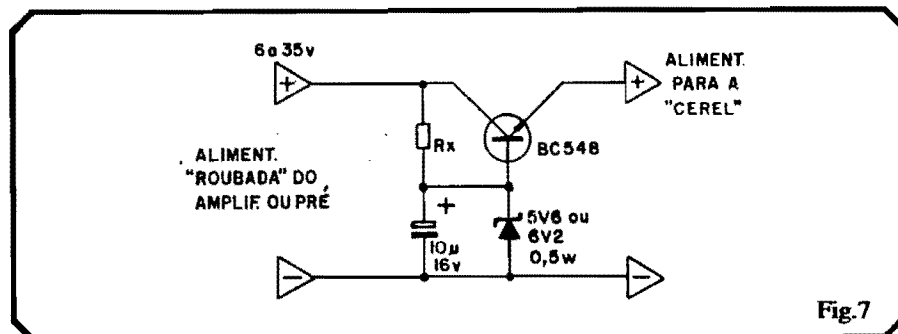 6 a 35v
+
ALIMENT.
"ROUBADA" DO
AMPLIF. OU PRÉ
Rx
+
10µ
16v
-
BC548
5V6 ou
6V2
0,5w
ALIMENT.
PARA A
"CEREL"
+
-
Fig.7